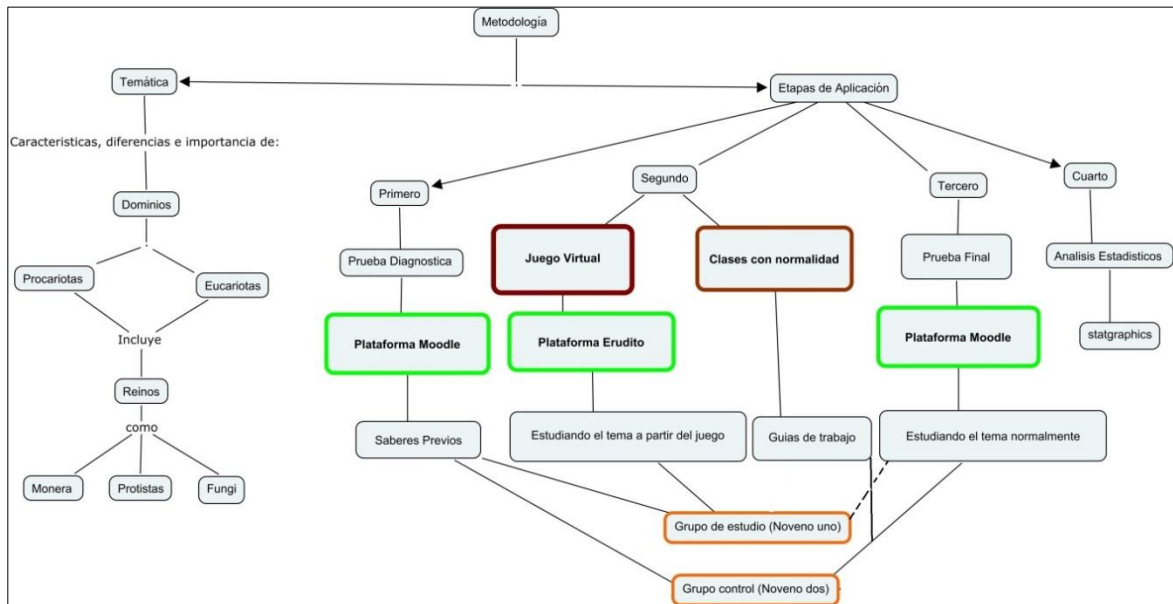 Metodología
Temática
Etapas de Aplicación
Caracteristicas, diferencias e importancia de:
Dominios
Procariotas
Eucariotas
Incluye
Reinos
como
Monera
Protistas
Fungi
Primero
Segundo
Tercero
Cuarto
Prueba Diagnostica
Juego Virtual
Clases con normalidad
Prueba Final
Analisis Estadisticos
Plataforma Moodle
Plataforma Erudito
Plataforma Moodle
statgraphics
Saberes Previos
Estudiando el tema a partir del juego
Guias de trabajo
Estudiando el tema normalmente
Grupo de estudio (Noveno uno)
Grupo control (Noveno dos)